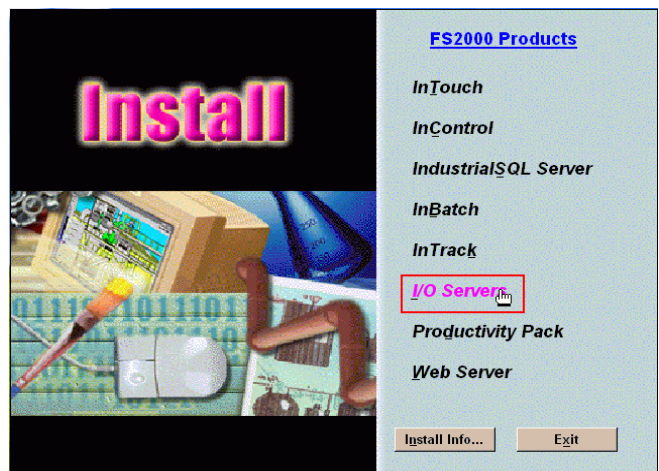 Install
FS2000 Products
InTouch
InControl
IndustrialSQL Server
InBatch
InTrack
I/O Servers
Productivity Pack
Web Server
Install Info...
Exit